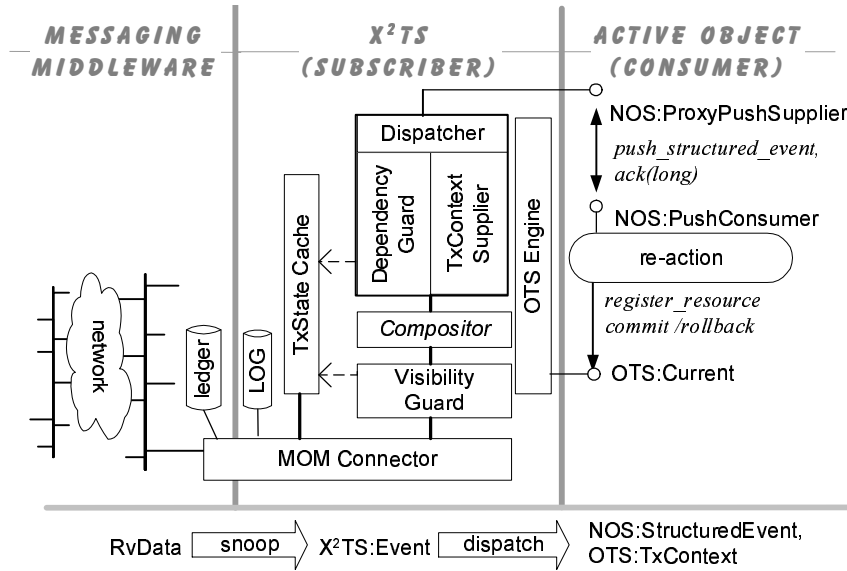 MESSAGING
MIDDLEWARE
X²TS
(SUBSCRIBER)
ACTIVE OBJECT
(CONSUMER)
NOS:ProxyPushSupplier
push_structured_event,
ack(long)
NOS:PushConsumer
re-action
register_resource
commit /rollback
OTS:Current
Dispatcher
Dependency
Guard
TxContext
Supplier
OTS Engine
TxState Cache
Compositor
Visibility
Guard
network
ledger
LOG
MOM Connector
RvData
snoop
X²TS:Event
dispatch
NOS:StructuredEvent,
OTS:TxContext